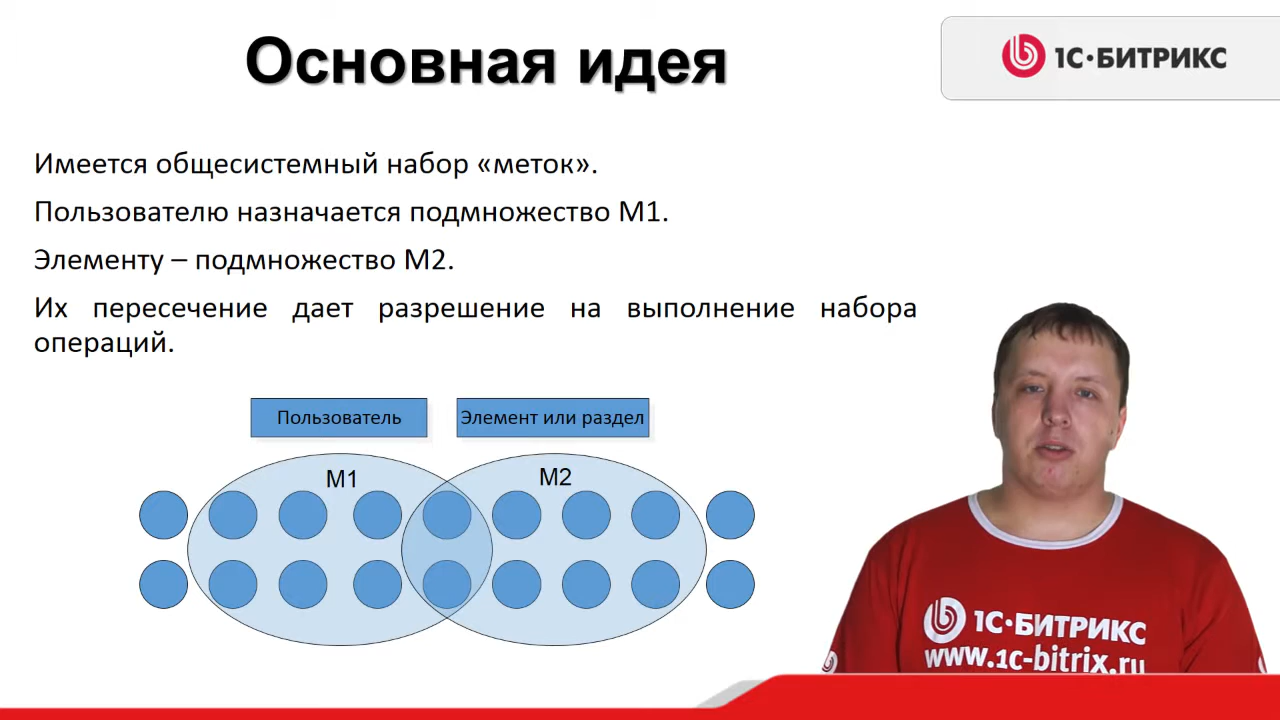 Основная идея
1С·БИТРИКС
Имеется общесистемный набор «меток».
Пользователю назначается подмножество М1.
Элементу – подмножество М2.
Их пересечение дает разрешение на выполнение набора
операций.
Пользователь
Элемент или раздел
М1
М2
1С·БИТРИКС
www.1c-bitrix.ru